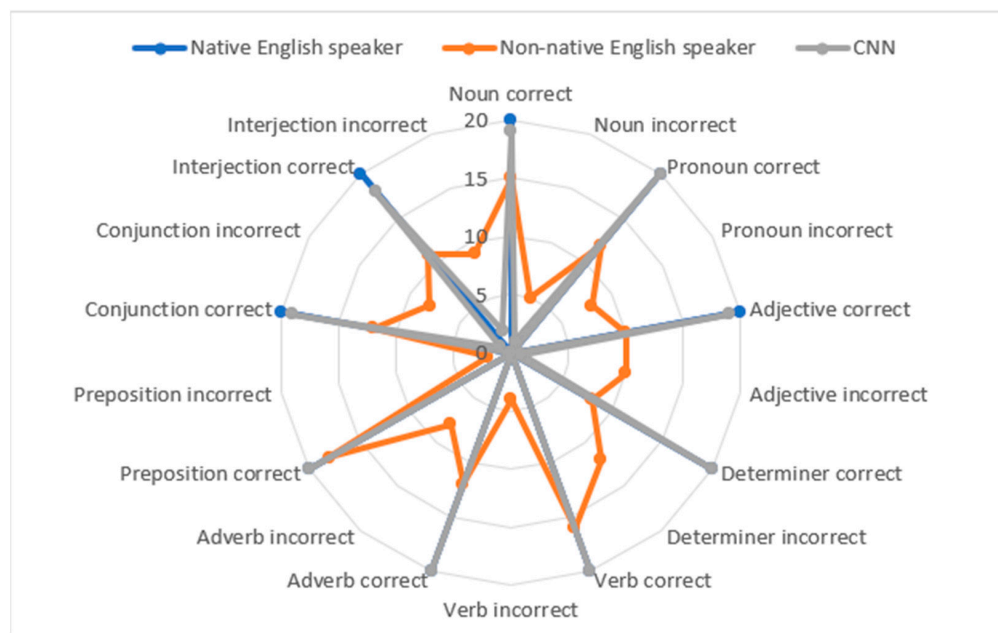 Native English speaker
Non-native English speaker
CNN
Noun correct
Noun incorrect
Pronoun correct
Pronoun incorrect
Adjective correct
Adjective incorrect
Determiner correct
Determiner incorrect
Verb correct
Verb incorrect
Adverb correct
Adverb incorrect
Preposition correct
Preposition incorrect
Conjunction correct
Conjunction incorrect
Interjection correct
Interjection incorrect
20
15
10
5
0